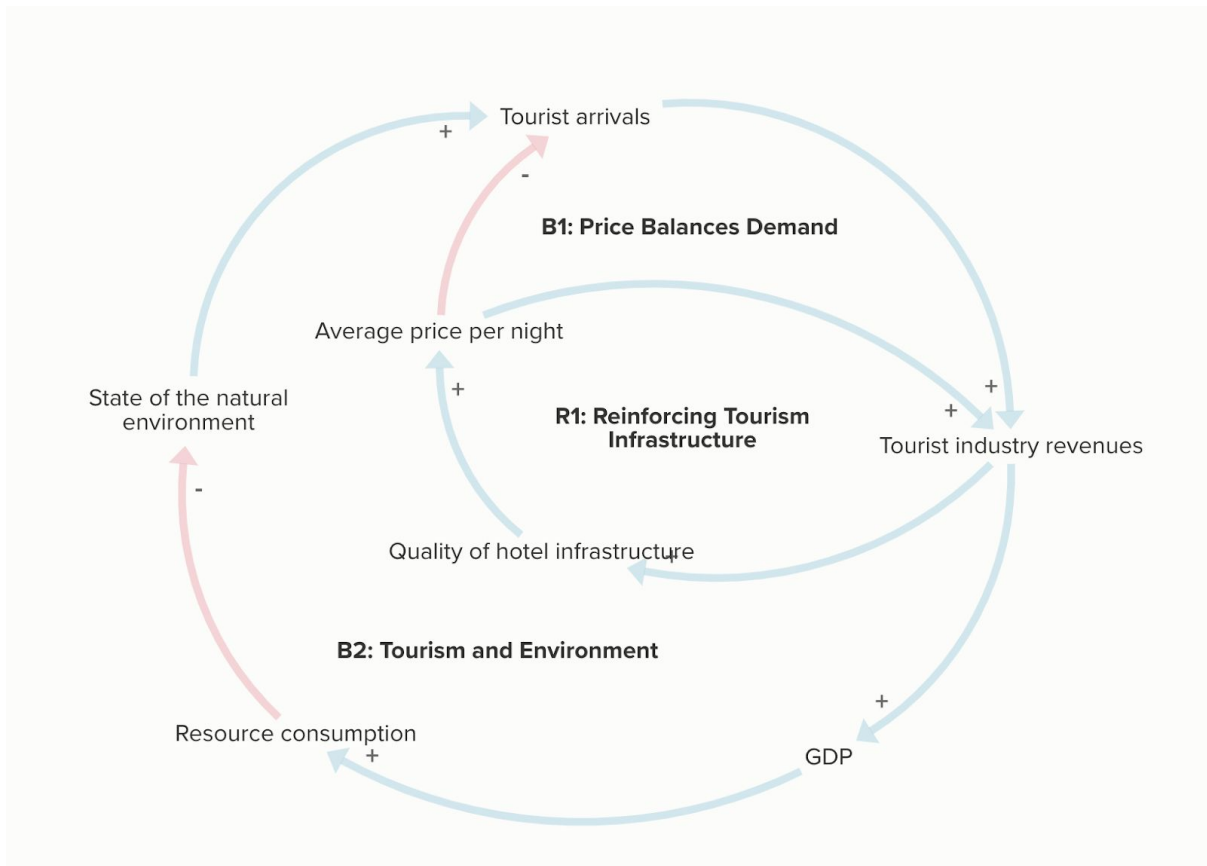 Tourist arrivals
+
-
B1: Price Balances Demand
Average price per night
+
+
+
State of the natural
environment
R1: Reinforcing Tourism
Infrastructure
Tourist industry revenues
-
Quality of hotel infrastructure
+
B2: Tourism and Environment
+
Resource consumption
+
GDP